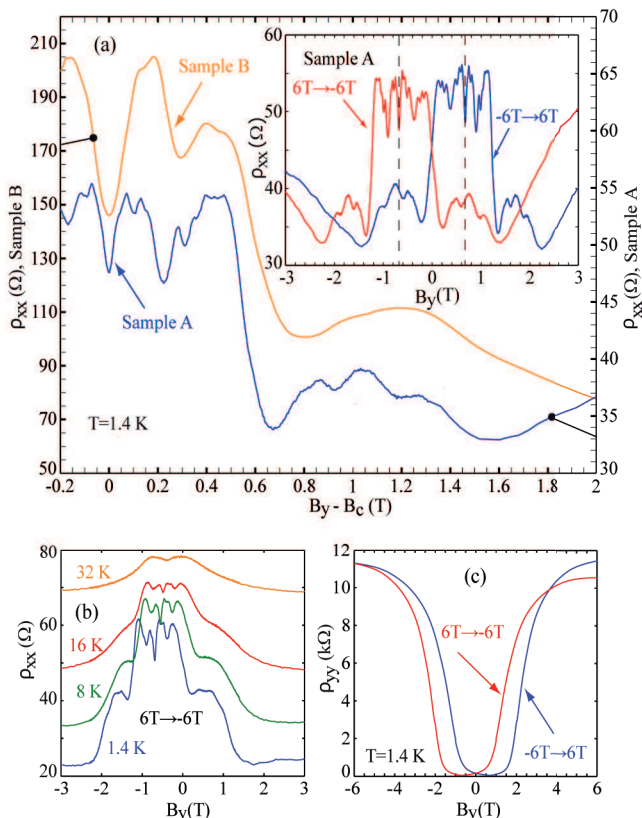 (a)
Sample B
Sample A
T=1.4 K
ρxx (Ω), Sample B
210
190
170
150
130
110
90
70
50
-0.2
0
0.2
0.4
0.6
0.8
1
1.2
1.4
1.6
1.8
2
By - Bc (T)
70
65
60
55
50
45
40
35
30
ρxx (Ω), Sample A
Sample A
6T→-6T
-6T→6T
ρxx (Ω)
60
50
40
30
-3
-2
-1
0
1
2
3
By(T)
(b)
32 K
16 K
8 K
1.4 K
6T→-6T
ρxx (Ω)
80
60
40
20
-3
-2
-1
0
1
2
3
By(T)
(c)
6T→-6T
-6T→6T
T=1.4 K
ρyy (kΩ)
12
10
8
6
4
2
0
-6
-4
-2
0
2
4
6
By(T)